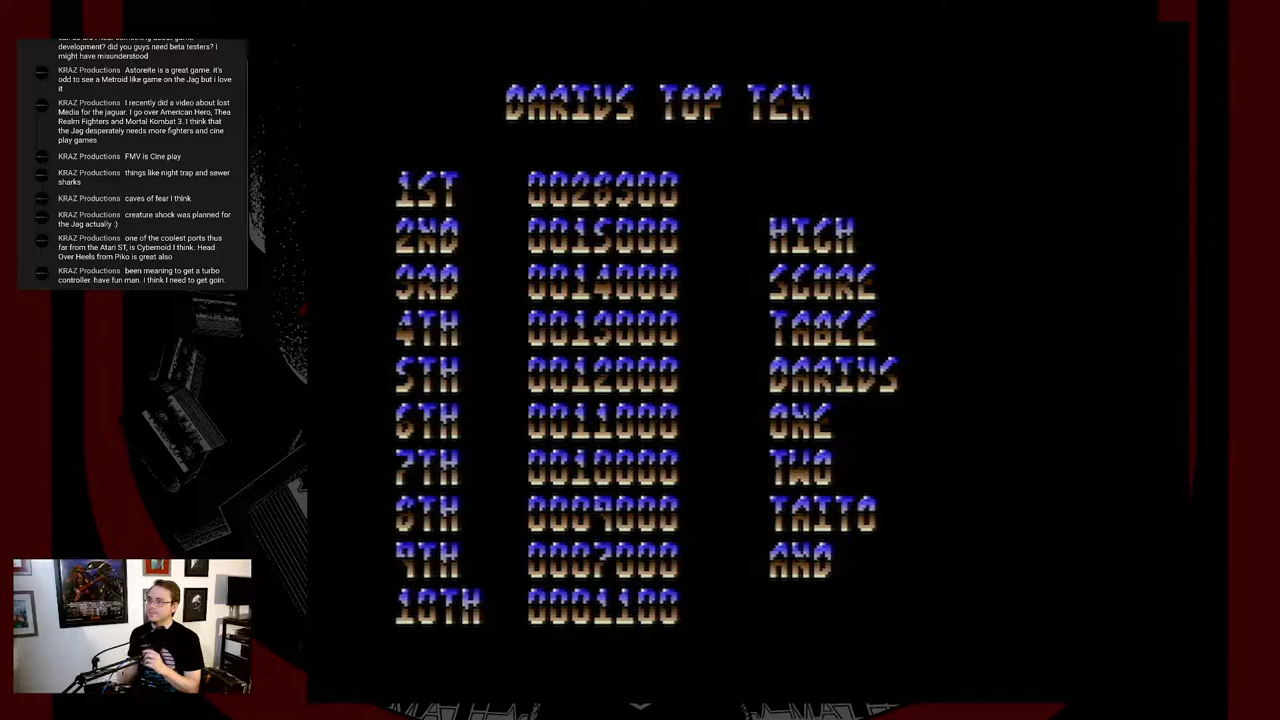 development? did you guys need beta testers? I
might have misunderstood
KRAZ Productions Astoreite is a great game. it's
odd to see a Metroid like game on the Jag but i love
it
KRAZ Productions I recently did a video about lost
Media for the jaguar. I go over American Hero, Thea
Realm Fighters and Mortal Kombat 3. I think that
the Jag desperately needs more fighters and cine
play games
KRAZ Productions FMV is Cine play
KRAZ Productions things like night trap and sewer
sharks
KRAZ Productions caves of fear I think
KRAZ Productions creature shock was planned for
the Jag actually :)
KRAZ Productions one of the coolest ports thus
far from the Atari ST, is Cybernoid I think. Head
Over Heels from Piko is great also
KRAZ Productions been meaning to get a turbo
controller. have fun man. I think I need to get goin.
DARIUS TOP TEN
1ST 0028900
2ND 0015000 HIGH
3RD 0014000 SCORE
4TH 0013000 TABLE
5TH 0012000 DARIUS
6TH 0011000 ONE
7TH 0010000 TWO
8TH 0009000 TAITO
9TH 0007000 AND
10TH 0001100